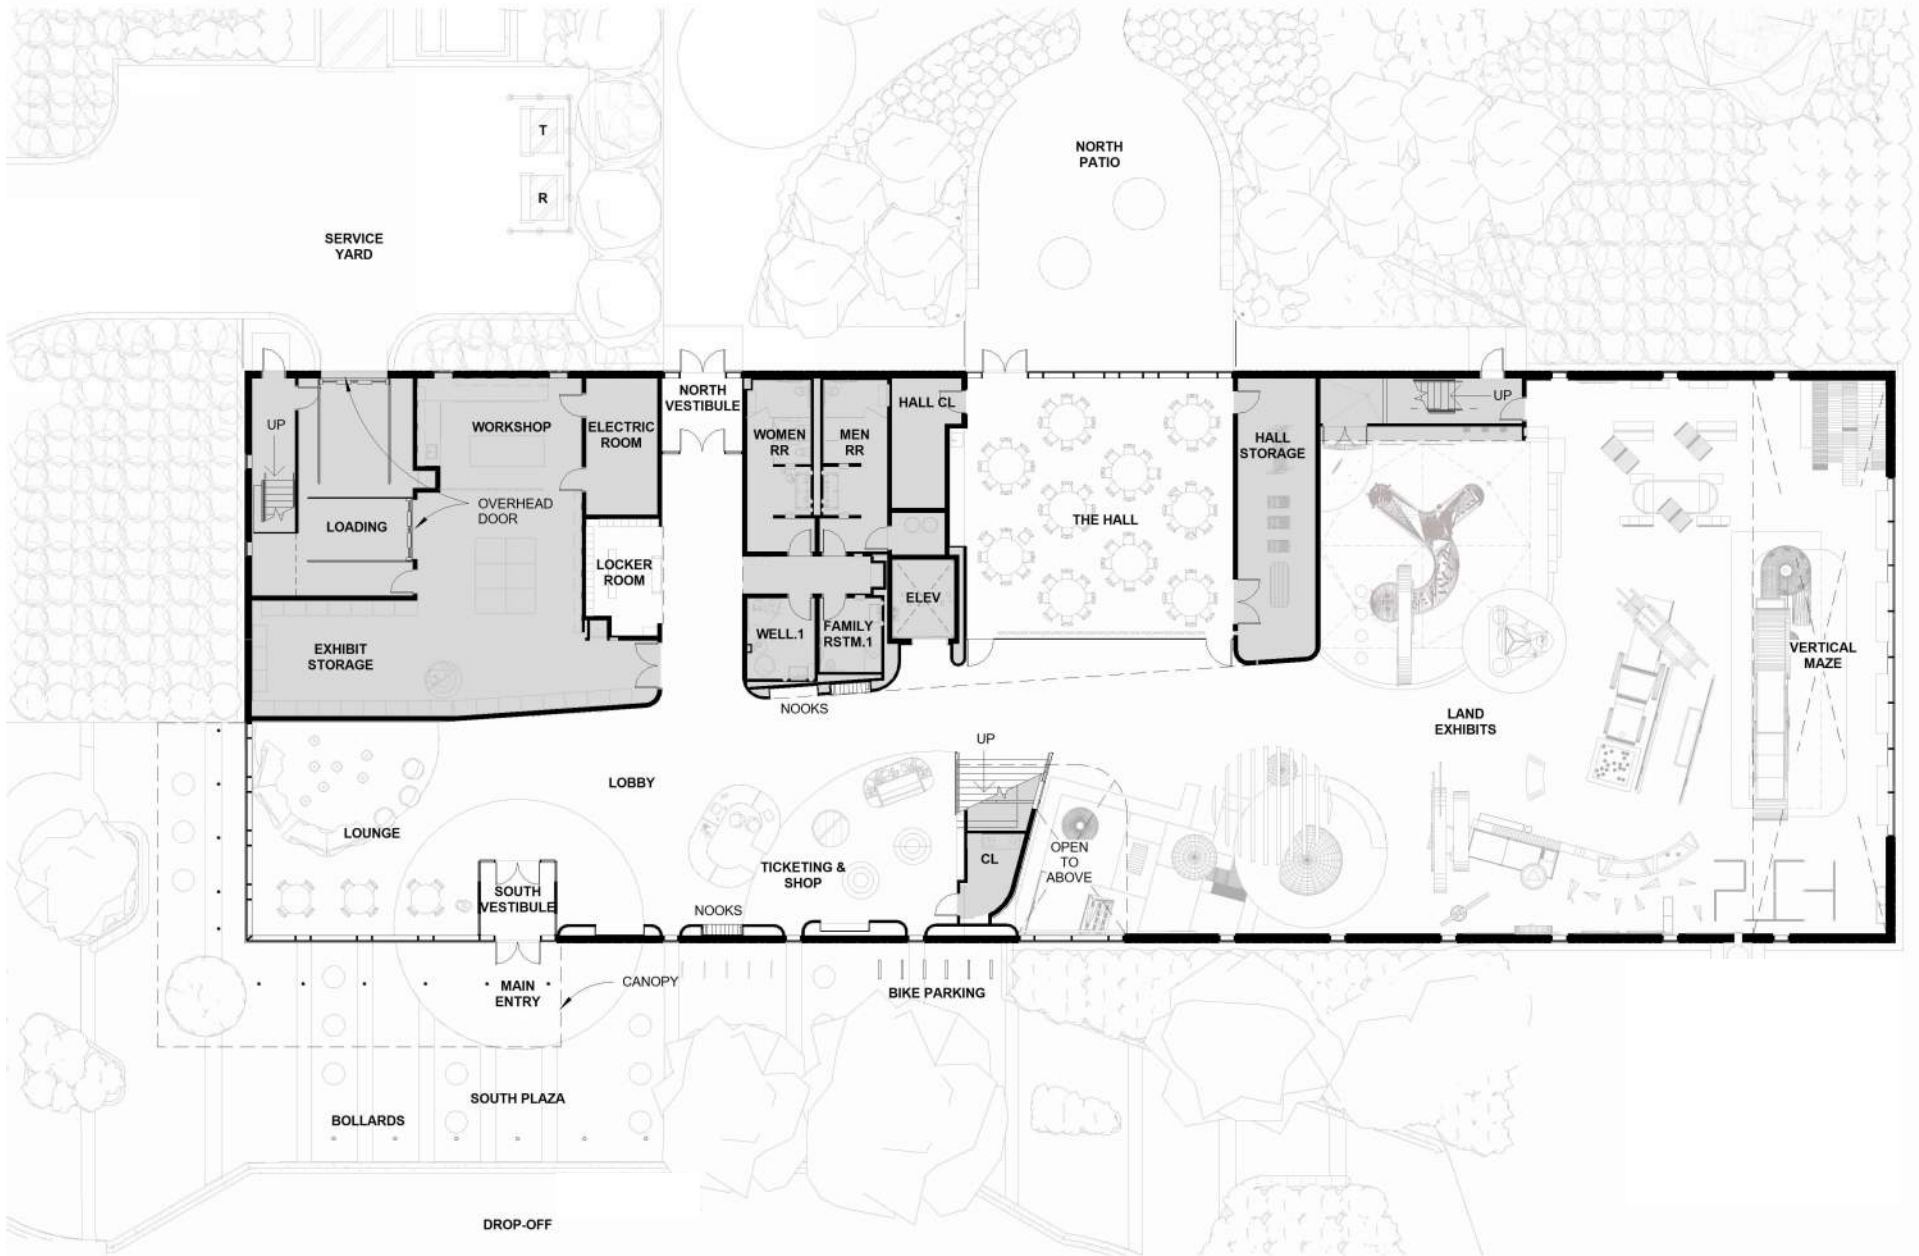 T
R
NORTH
PATIO
SERVICE
YARD
NORTH
VESTIBULE
HALL CL
UP
UP
WORKSHOP
ELECTRIC
ROOM
WOMEN
RR
MEN
RR
HALL
STORAGE
OVERHEAD
DOOR
LOADING
THE HALL
LOCKER
ROOM
ELEV
WELL.1
FAMILY
RSTM.1
EXHIBIT
STORAGE
VERTICAL
MAZE
NOOKS
LAND
EXHIBITS
UP
LOBBY
LOUNGE
OPEN
TO
ABOVE
CL
TICKETING &
SHOP
SOUTH
VESTIBULE
NOOKS
MAIN
ENTRY
CANOPY
BIKE PARKING
SOUTH PLAZA
BOLLARDS
DROP-OFF